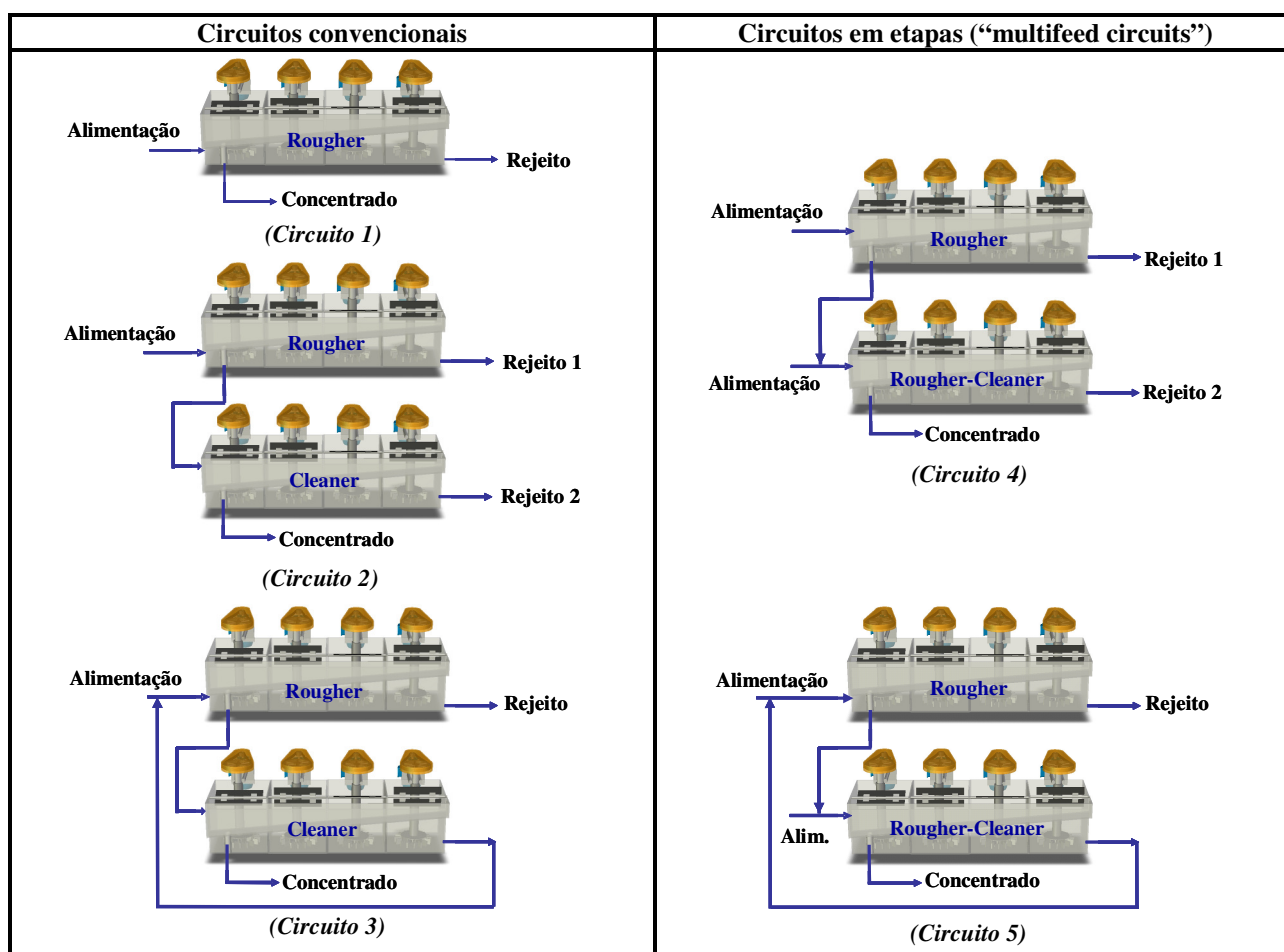 Circuitos convencionais
Alimentação
Rougher
Rejeito
Concentrado
(Circuito 1)
Alimentação
Rougher
Rejeito 1
Cleaner
Rejeito 2
Concentrado
(Circuito 2)
Alimentação
Rougher
Rejeito
Cleaner
Concentrado
(Circuito 3)
Circuitos em etapas (“multifeed circuits”)
Alimentação
Rougher
Rejeito 1
Alimentação
Rougher-Cleaner
Rejeito 2
Concentrado
(Circuito 4)
Alimentação
Rougher
Rejeito
Alim.
Rougher-Cleaner
Concentrado
(Circuito 5)